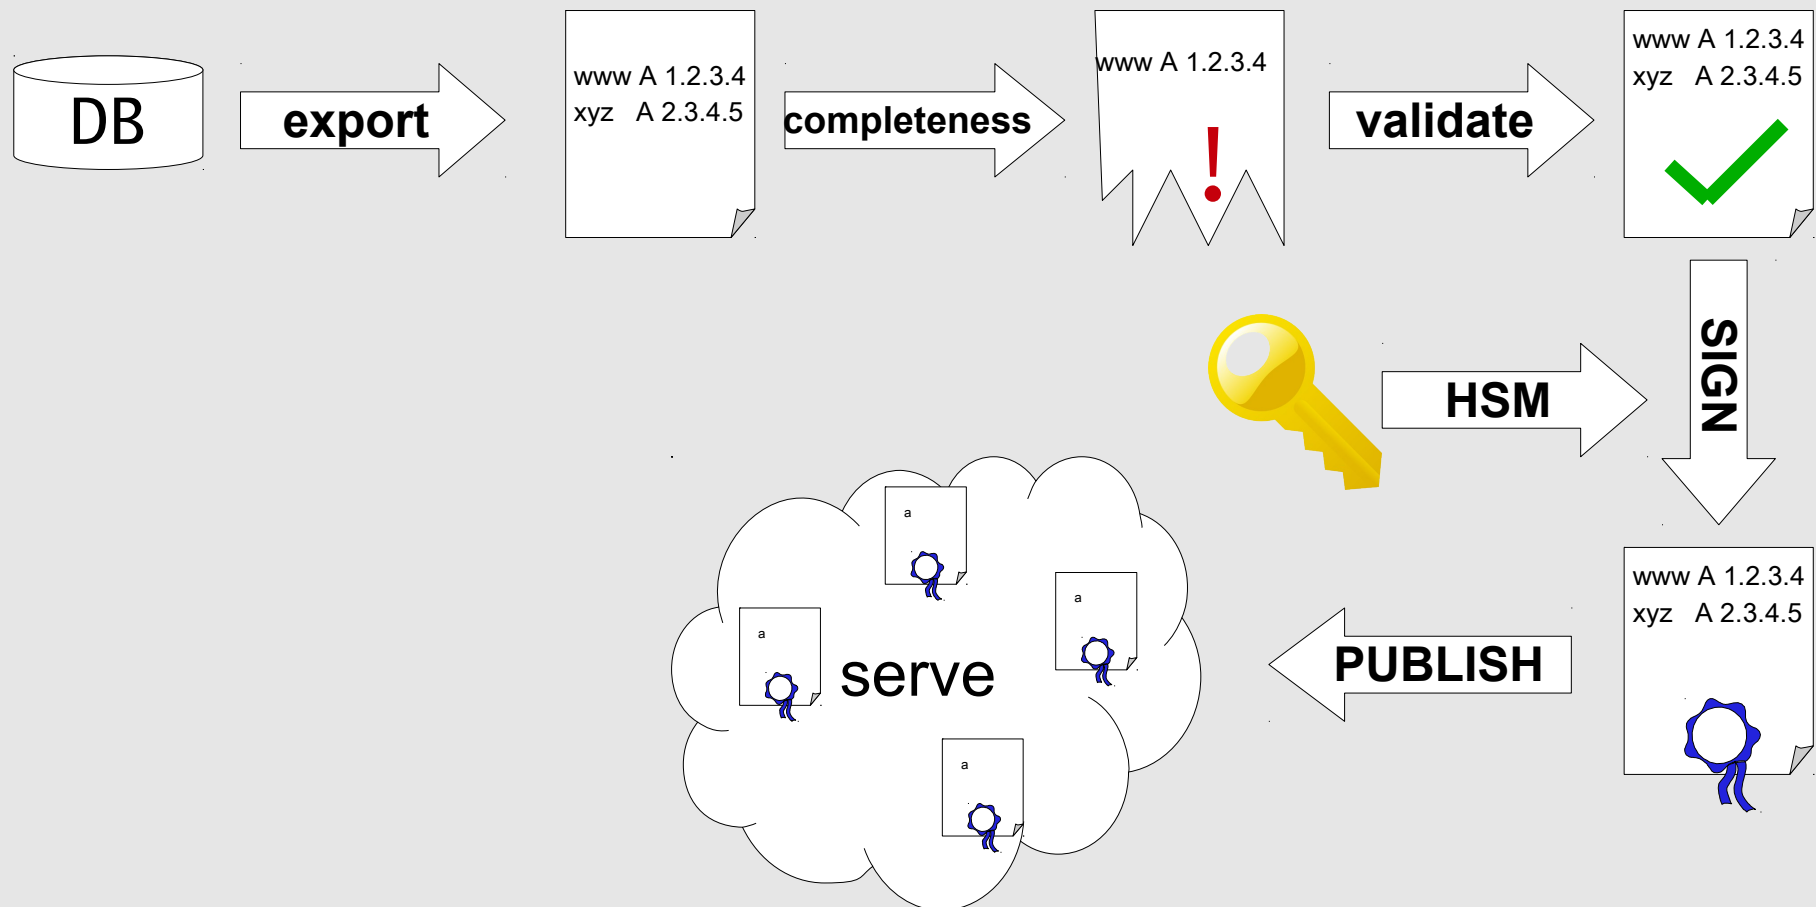 DB
export
www A 1.2.3.4
xyz A 2.3.4.5
completeness
www A 1.2.3.4
!
validate
www A 1.2.3.4
xyz A 2.3.4.5
SIGN
HSM
www A 1.2.3.4
xyz A 2.3.4.5
PUBLISH
a
a
a
serve
a